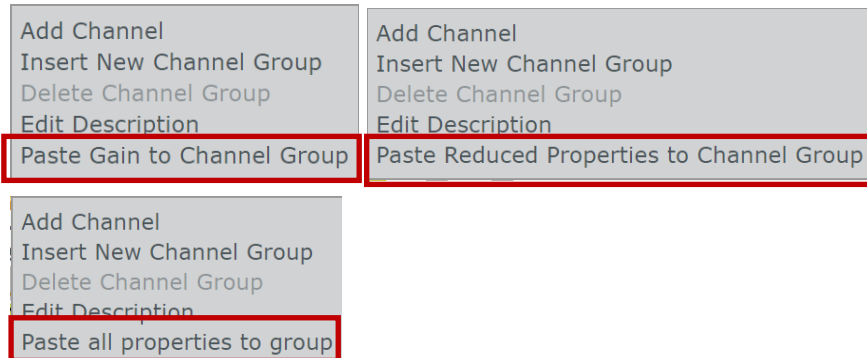 Add Channel
Insert New Channel Group
Delete Channel Group
Edit Description
Paste Gain to Channel Group
Add Channel
Insert New Channel Group
Delete Channel Group
Edit Description
Paste Reduced Properties to Channel Group
Add Channel
Insert New Channel Group
Delete Channel Group
Edit Description
Paste all properties to group